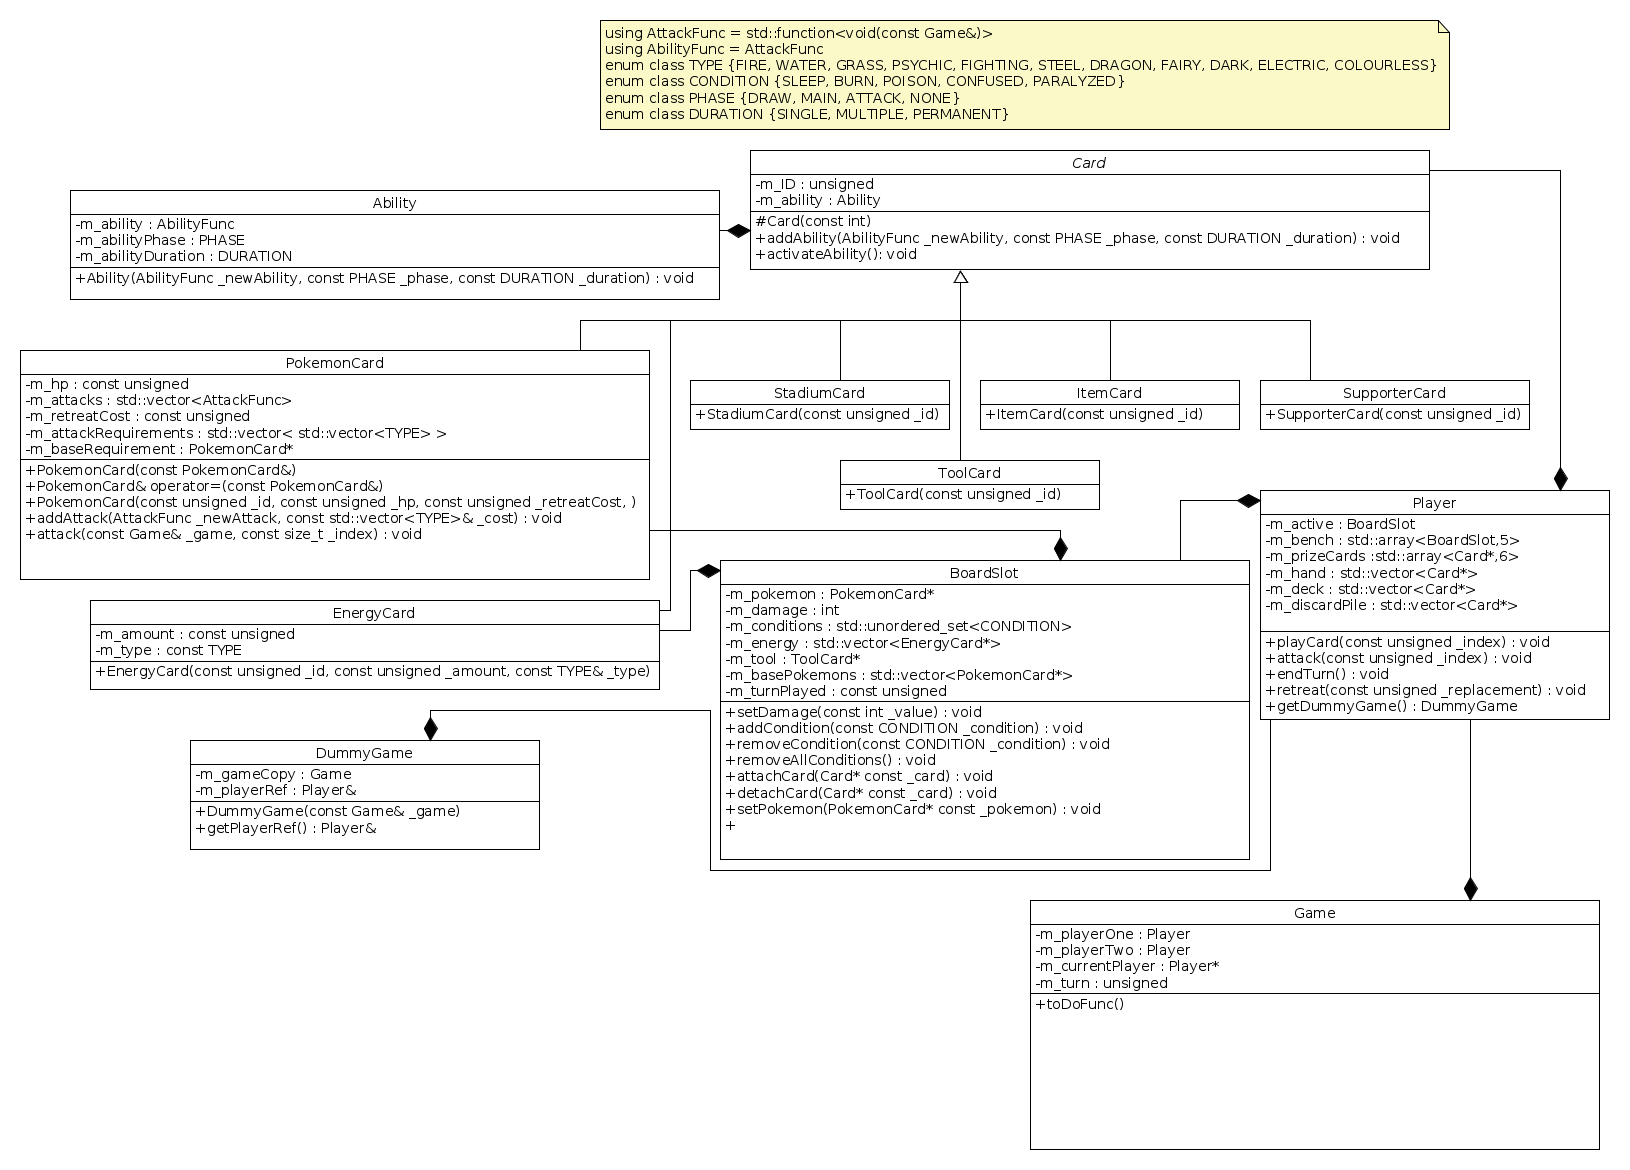 using AttackFunc = std::function<void(const Game&)>
using AbilityFunc = AttackFunc
enum class TYPE {FIRE, WATER, GRASS, PSYCHIC, FIGHTING, STEEL, DRAGON, FAIRY, DARK, ELECTRIC, COLOURLESS}
enum class CONDITION {SLEEP, BURN, POISON, CONFUSED, PARALYZED}
enum class PHASE {DRAW, MAIN, ATTACK, NONE}
enum class DURATION {SINGLE, MULTIPLE, PERMANENT}
Card
-m_ID : unsigned
-m_ability : Ability
#Card(const int)
+addAbility(AbilityFunc _newAbility, const PHASE _phase, const DURATION _duration) : void
+activateAbility(): void
Ability
-m_ability : AbilityFunc
-m_abilityPhase : PHASE
-m_abilityDuration : DURATION
+Ability(AbilityFunc _newAbility, const PHASE _phase, const DURATION _duration) : void
PokemonCard
-m_hp : const unsigned
-m_attacks : std::vector<AttackFunc>
-m_retreatCost : const unsigned
-m_attackRequirements : std::vector< std::vector<TYPE> >
-m_baseRequirement : PokemonCard*
+PokemonCard(const PokemonCard&)
+PokemonCard& operator=(const PokemonCard&)
+PokemonCard(const unsigned _id, const unsigned _hp, const unsigned _retreatCost, )
+addAttack(AttackFunc _newAttack, const std::vector<TYPE>& _cost) : void
+attack(const Game& _game, const size_t _index) : void
StadiumCard
+StadiumCard(const unsigned _id)
ItemCard
+ItemCard(const unsigned _id)
SupporterCard
+SupporterCard(const unsigned _id)
ToolCard
+ToolCard(const unsigned _id)
Player
-m_active : BoardSlot
-m_bench : std::array<BoardSlot,5>
-m_prizeCards :std::array<Card*,6>
-m_hand : std::vector<Card*>
-m_deck : std::vector<Card*>
-m_discardPile : std::vector<Card*>
+playCard(const unsigned _index) : void
+attack(const unsigned _index) : void
+endTurn() : void
+retreat(const unsigned _replacement) : void
+getDummyGame() : DummyGame
BoardSlot
-m_pokemon : PokemonCard*
-m_damage : int
-m_conditions : std::unordered_set<CONDITION>
-m_energy : std::vector<EnergyCard*>
-m_tool : ToolCard*
-m_basePokemons : std::vector<PokemonCard*>
-m_turnPlayed : const unsigned
+setDamage(const int _value) : void
+addCondition(const CONDITION _condition) : void
+removeCondition(const CONDITION _condition) : void
+removeAllConditions() : void
+attachCard(Card* const _card) : void
+detachCard(Card* const _card) : void
+setPokemon(PokemonCard* const _pokemon) : void
+
EnergyCard
-m_amount : const unsigned
-m_type : const TYPE
+EnergyCard(const unsigned _id, const unsigned _amount, const TYPE& _type)
DummyGame
-m_gameCopy : Game
-m_playerRef : Player&
+DummyGame(const Game& _game)
+getPlayerRef() : Player&
Game
-m_playerOne : Player
-m_playerTwo : Player
-m_currentPlayer : Player*
-m_turn : unsigned
+toDoFunc()